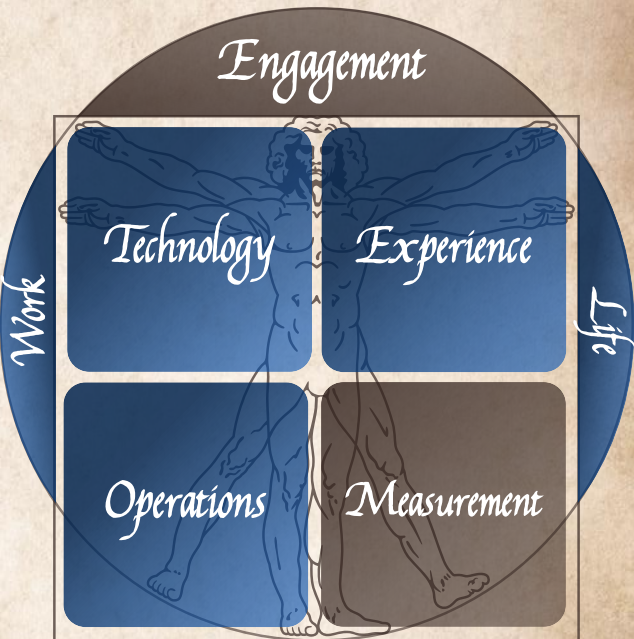 Engagement
Technology
Experience
Work
Life
Operations
Measurement